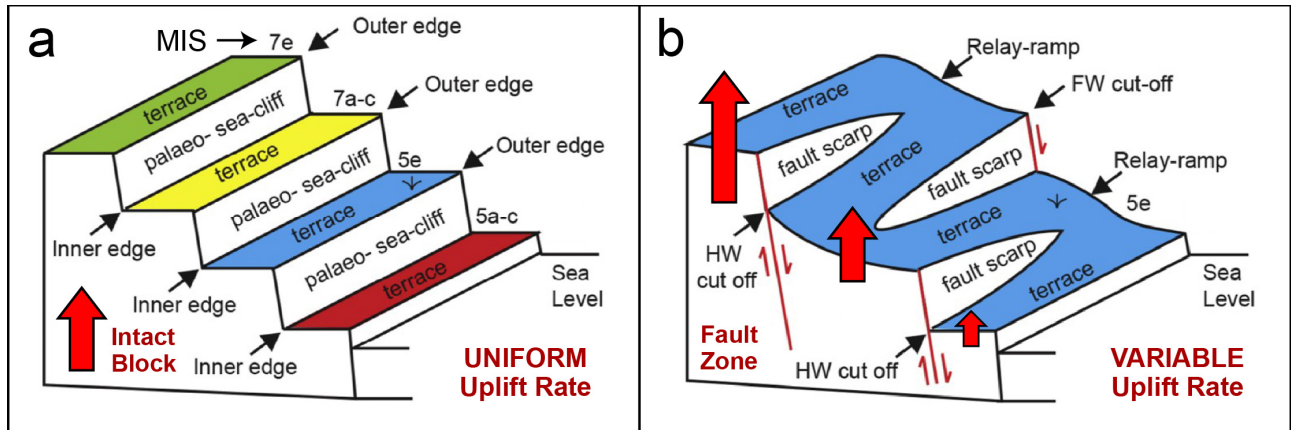 a
MIS → 7e
Outer edge
terrace
palaeo- sea-cliff
7a-c
Outer edge
terrace
palaeo- sea-cliff
5e
Outer edge
Inner edge
terrace
palaeo- sea-cliff
5a-c
Inner edge
terrace
Sea
Level
Inner edge
Intact
Block
UNIFORM
Uplift Rate
b
Relay-ramp
terrace
FW cut-off
fault scarp
terrace
fault scarp
Relay-ramp
5e
HW
cut off
terrace
fault scarp
terrace
Sea
Level
Fault
Zone
HW cut off
VARIABLE
Uplift Rate